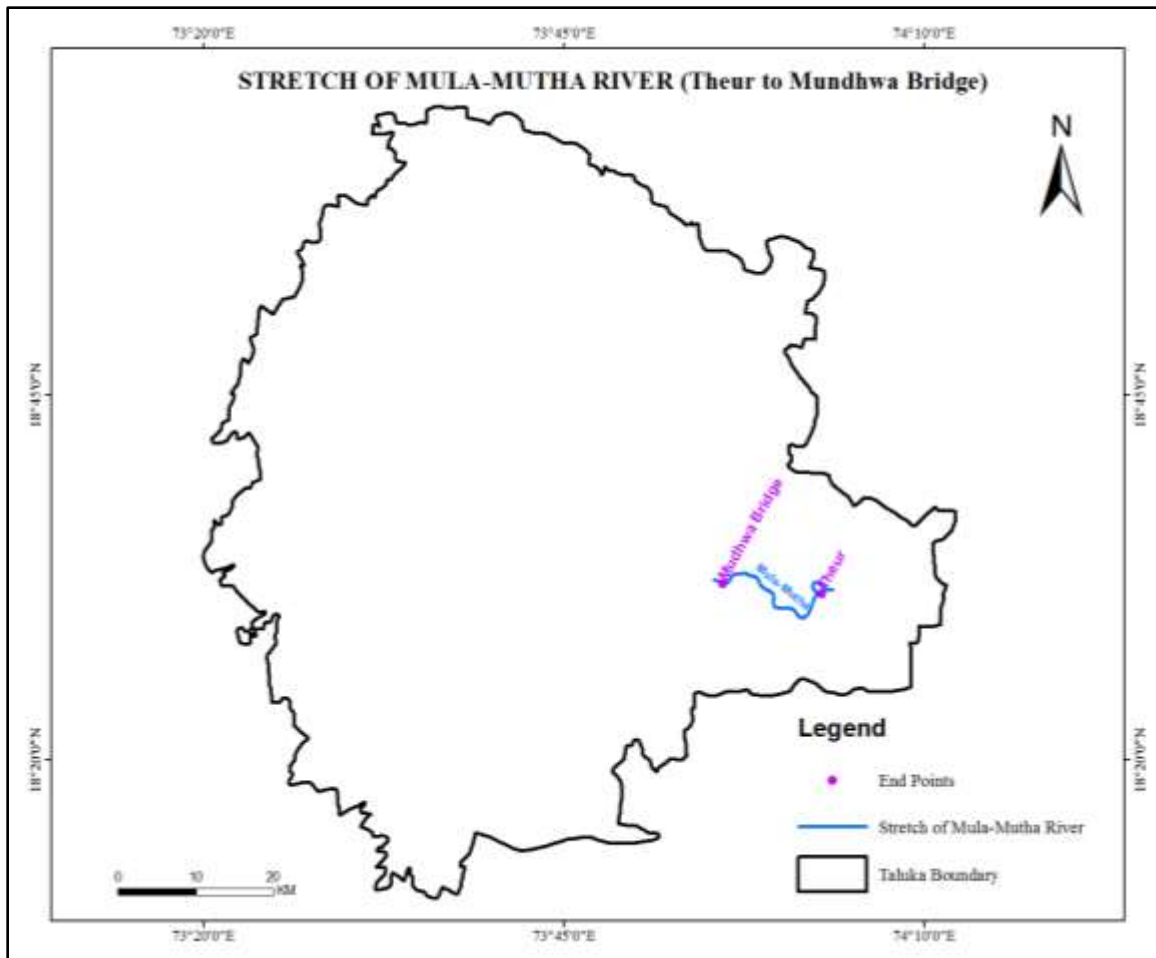 73°20'0"E 73°45'0"E 74°10'0"E
STRETCH OF MULA-MUTHA RIVER (Theur to Mundhwa Bridge)
N
18°45'0"N 18°45'0"N
Mudhwa Bridge
Mula-Mutha
Theur
18°20'0"N 18°20'0"N
Legend
End Points
Stretch of Mula-Mutha River
Taluka Boundary
0 10 20
KM
73°20'0"E 73°45'0"E 74°10'0"E